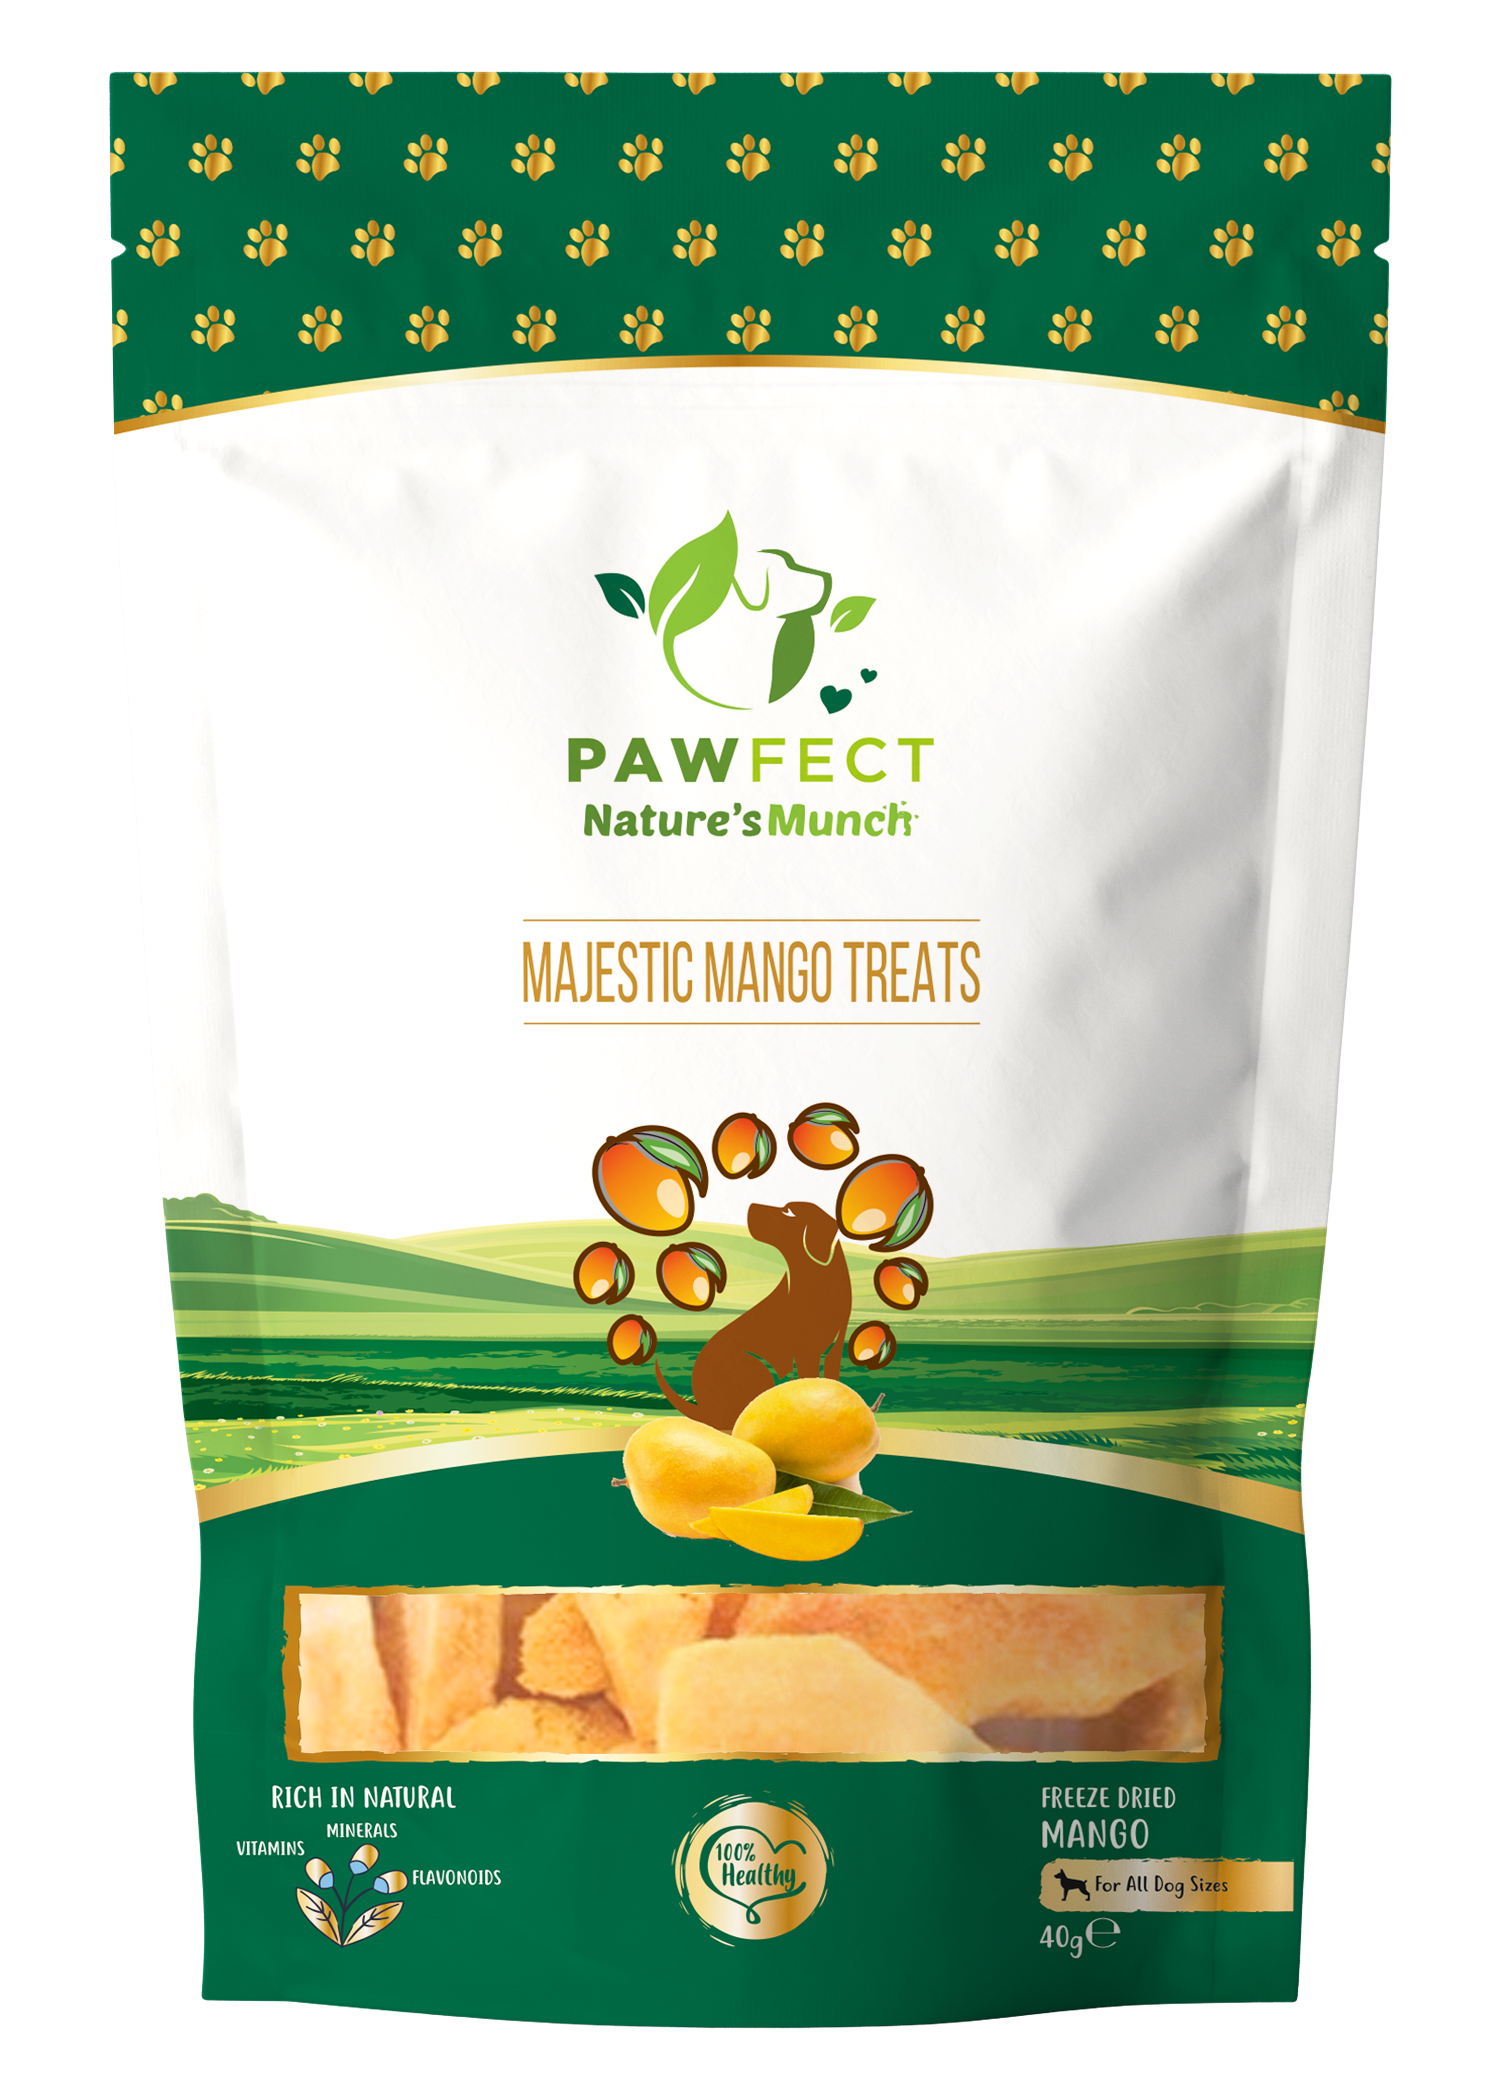 PAWFECT
Nature's Munch
MAJESTIC MANGO TREATS
RICH IN NATURAL
MINERALS
VITAMINS
FLAVONOIDS
100%
Healthy
FREEZE DRIED
MANGO
For All Dog Sizes
40g℮